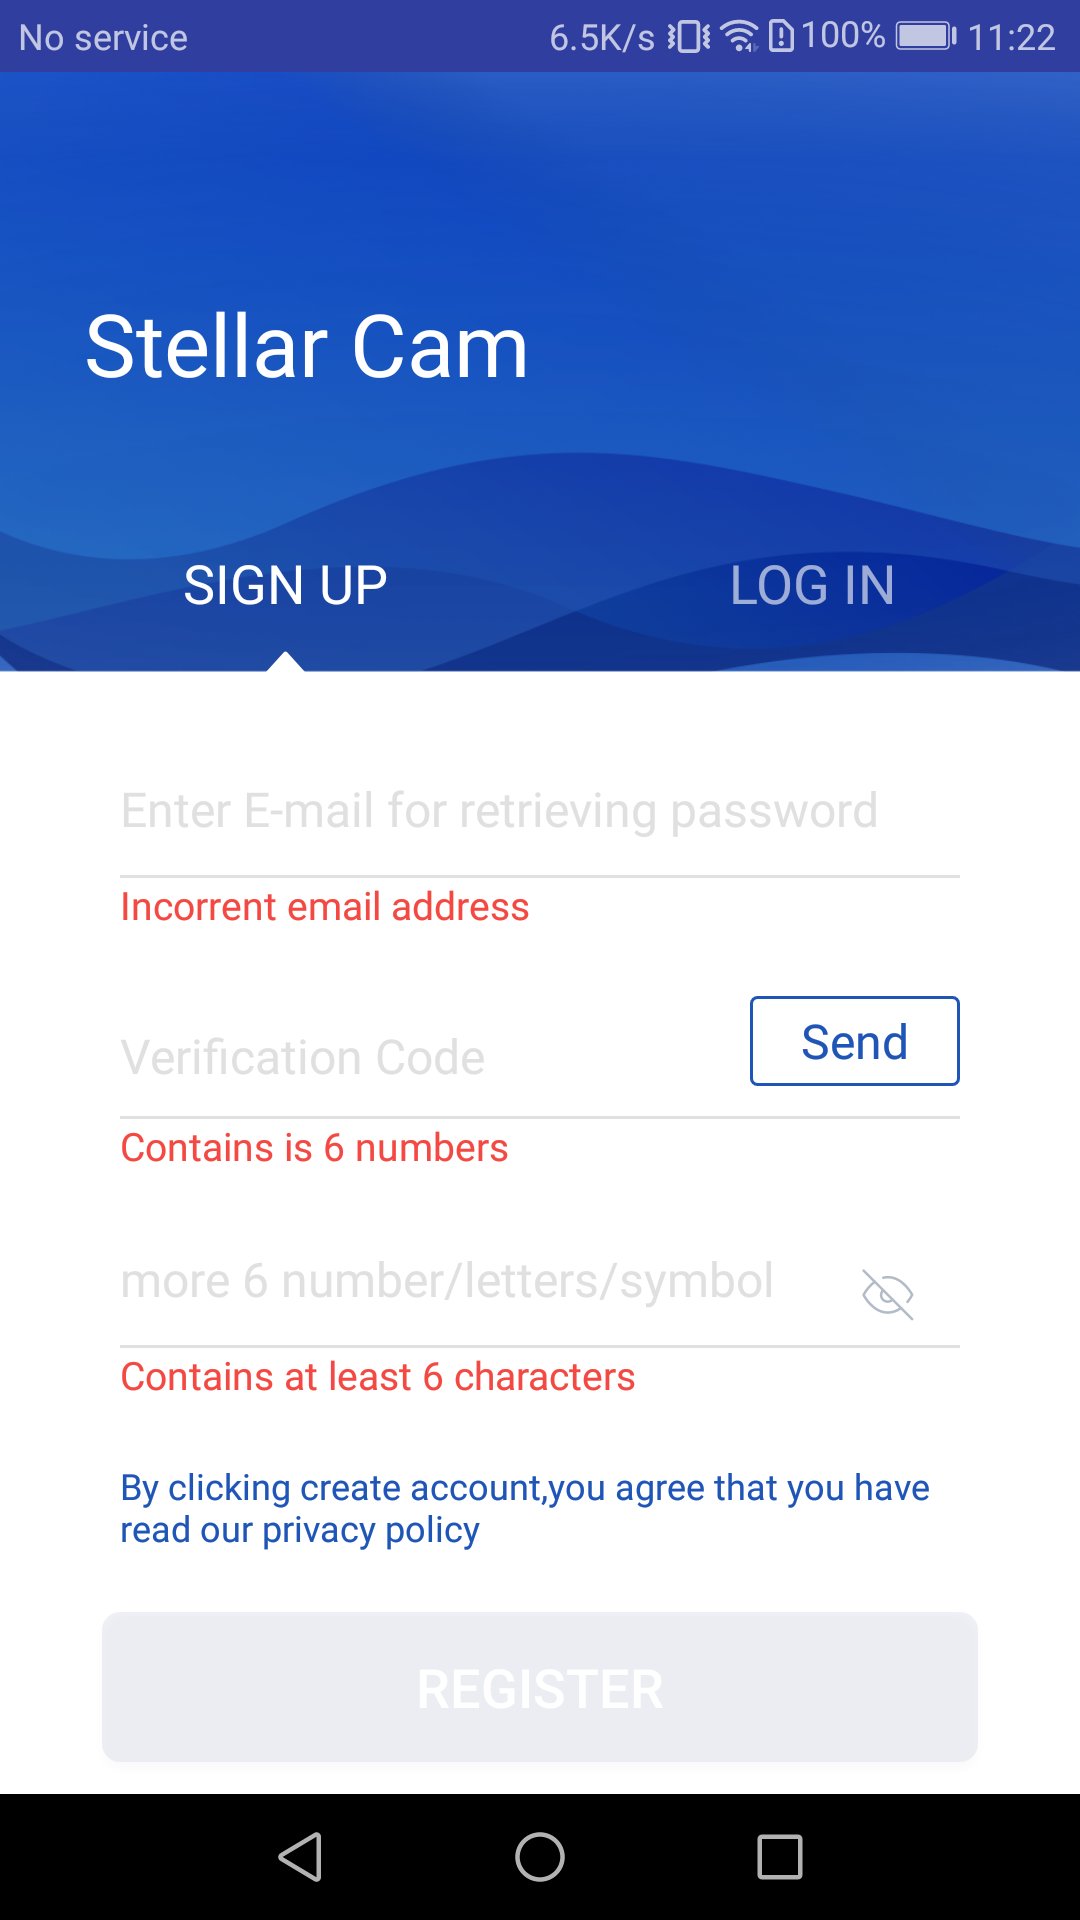 No service 6.5K/s 100% 11:22
Stellar Cam
SIGN UP LOG IN
Enter E-mail for retrieving password
Incorrent email address
Verification Code Send
Contains is 6 numbers
more 6 number/letters/symbol
Contains at least 6 characters
By clicking create account,you agree that you have
read our privacy policy
REGISTER